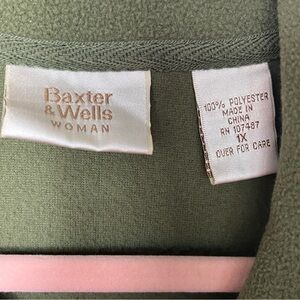 Baxter
& Wells
WOMAN
100% POLYESTER
MADE IN
CHINA
RN 107487
1X
OVER FOR CARE